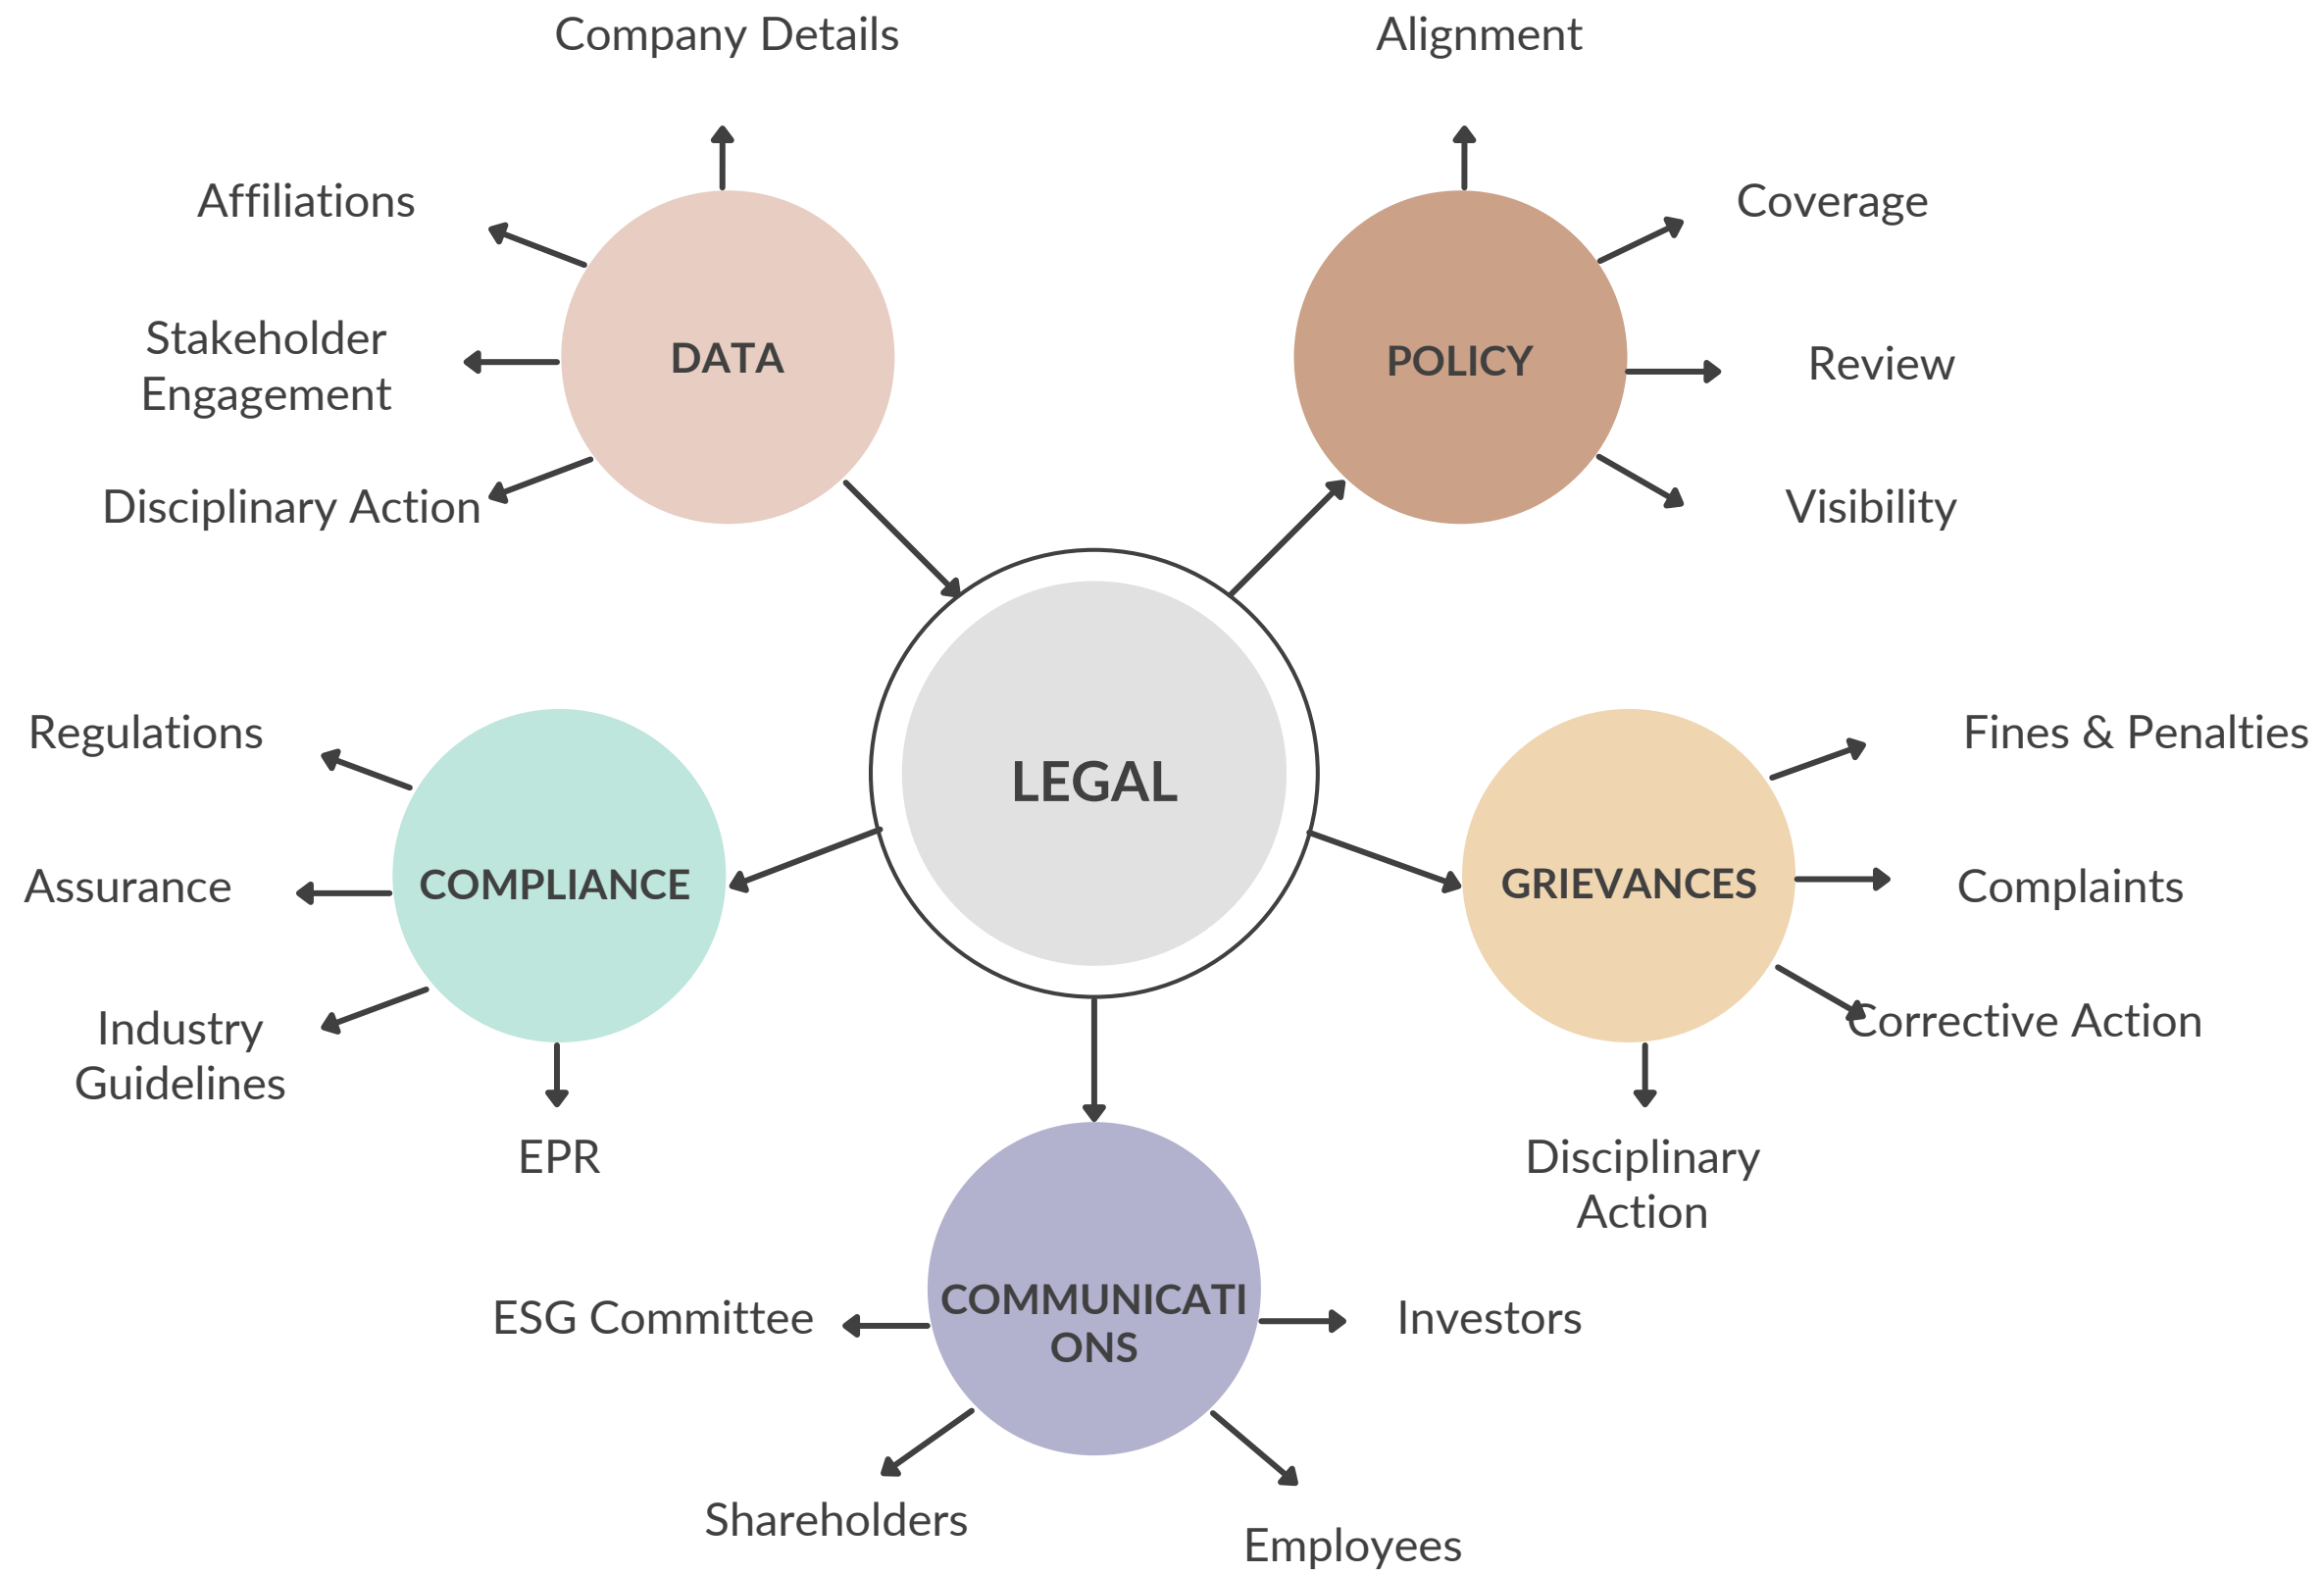 Company Details
Alignment
Affiliations
Coverage
Stakeholder
Engagement
DATA
POLICY
Review
Disciplinary Action
Visibility
Regulations
Fines & Penalties
LEGAL
Assurance
COMPLIANCE
GRIEVANCES
Complaints
Industry
Guidelines
Corrective Action
EPR
Disciplinary
Action
ESG Committee
COMMUNICATI
ONS
Investors
Shareholders
Employees